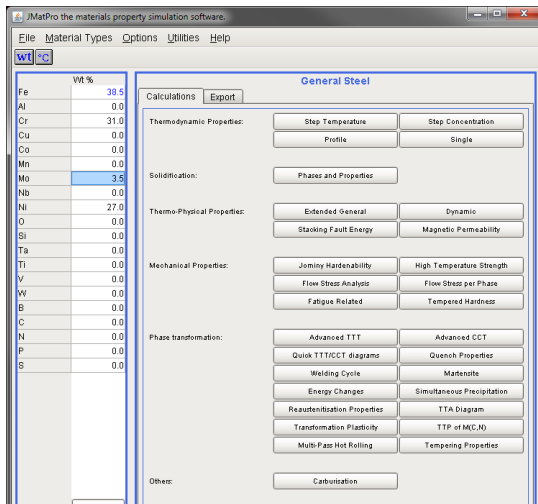 JMatPro the materials property simulation software.
File Material Types Options Utilities Help
wt °C
Wt %
Fe 38.5
Al 0.0
Cr 31.0
Cu 0.0
Co 0.0
Mn 0.0
Mo 3.5
Nb 0.0
Ni 27.0
O 0.0
Si 0.0
Ta 0.0
Ti 0.0
V 0.0
W 0.0
B 0.0
C 0.0
N 0.0
P 0.0
S 0.0
General Steel
Calculations Export
Thermodynamic Properties: Step Temperature Step Concentration
Profile Single
Solidification: Phases and Properties
Thermo-Physical Properties: Extended General Dynamic
Stacking Fault Energy Magnetic Permeability
Mechanical Properties: Jominy Hardenability High Temperature Strength
Flow Stress Analysis Flow Stress per Phase
Fatigue Related Tempered Hardness
Phase transformation: Advanced TTT Advanced CCT
Quick TTT/CCT diagrams Quench Properties
Welding Cycle Martensite
Energy Changes Simultaneous Precipitation
Reaustenitisation Properties TTA Diagram
Transformation Plasticity TTP of M(C,N)
Multi-Pass Hot Rolling Tempering Properties
Others: Carburisation